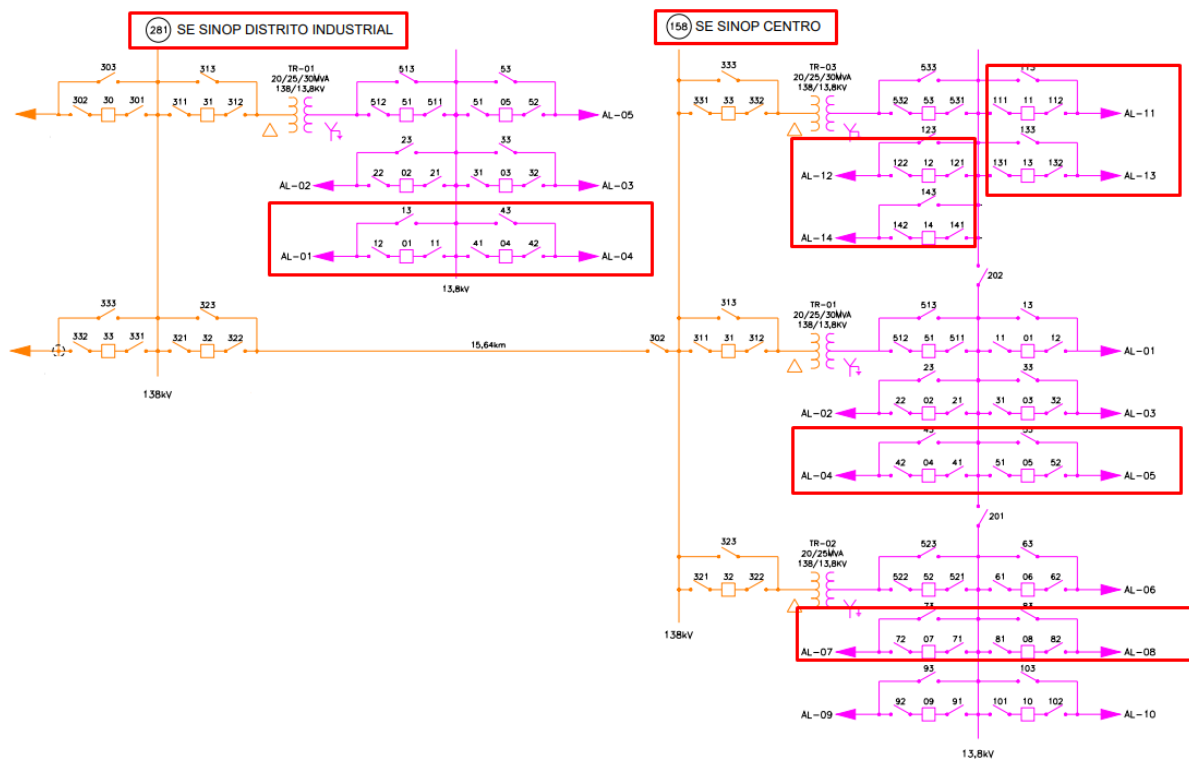 281 SE SINOP DISTRITO INDUSTRIAL
158 SE SINOP CENTRO
303 313
302 30 301 311 31 312
TR-01
20/25/30MVA
138/13,8KV
513 53
512 51 511 51 05 52 AL-05
23 33
AL-02 22 02 21 31 03 32 AL-03
13 43
AL-01 12 01 11 41 04 42 AL-04
13,8kV
333 323
332 33 331 321 32 322
15,64km
138kV
333
331 33 332
TR-03
20/25/30MVA
138/13,8KV
533
532 53 531 111 11 112 AL-11
123 133
AL-12 122 12 121 131 13 132 AL-13
143
AL-14 142 14 141
202
313
302 311 31 312
TR-01
20/25/30MVA
138/13,8KV
513 13
512 51 511 11 01 12 AL-01
23 33
AL-02 22 02 21 31 03 32 AL-03
AL-04 42 04 41 51 05 52 AL-05
201
323
321 32 322
TR-02
20/25MVA
138/13,8KV
523 63
522 52 521 61 06 62 AL-06
138kV
AL-07 72 07 71 81 08 82 AL-08
93 103
AL-09 92 09 91 101 10 102 AL-10
13,8kV